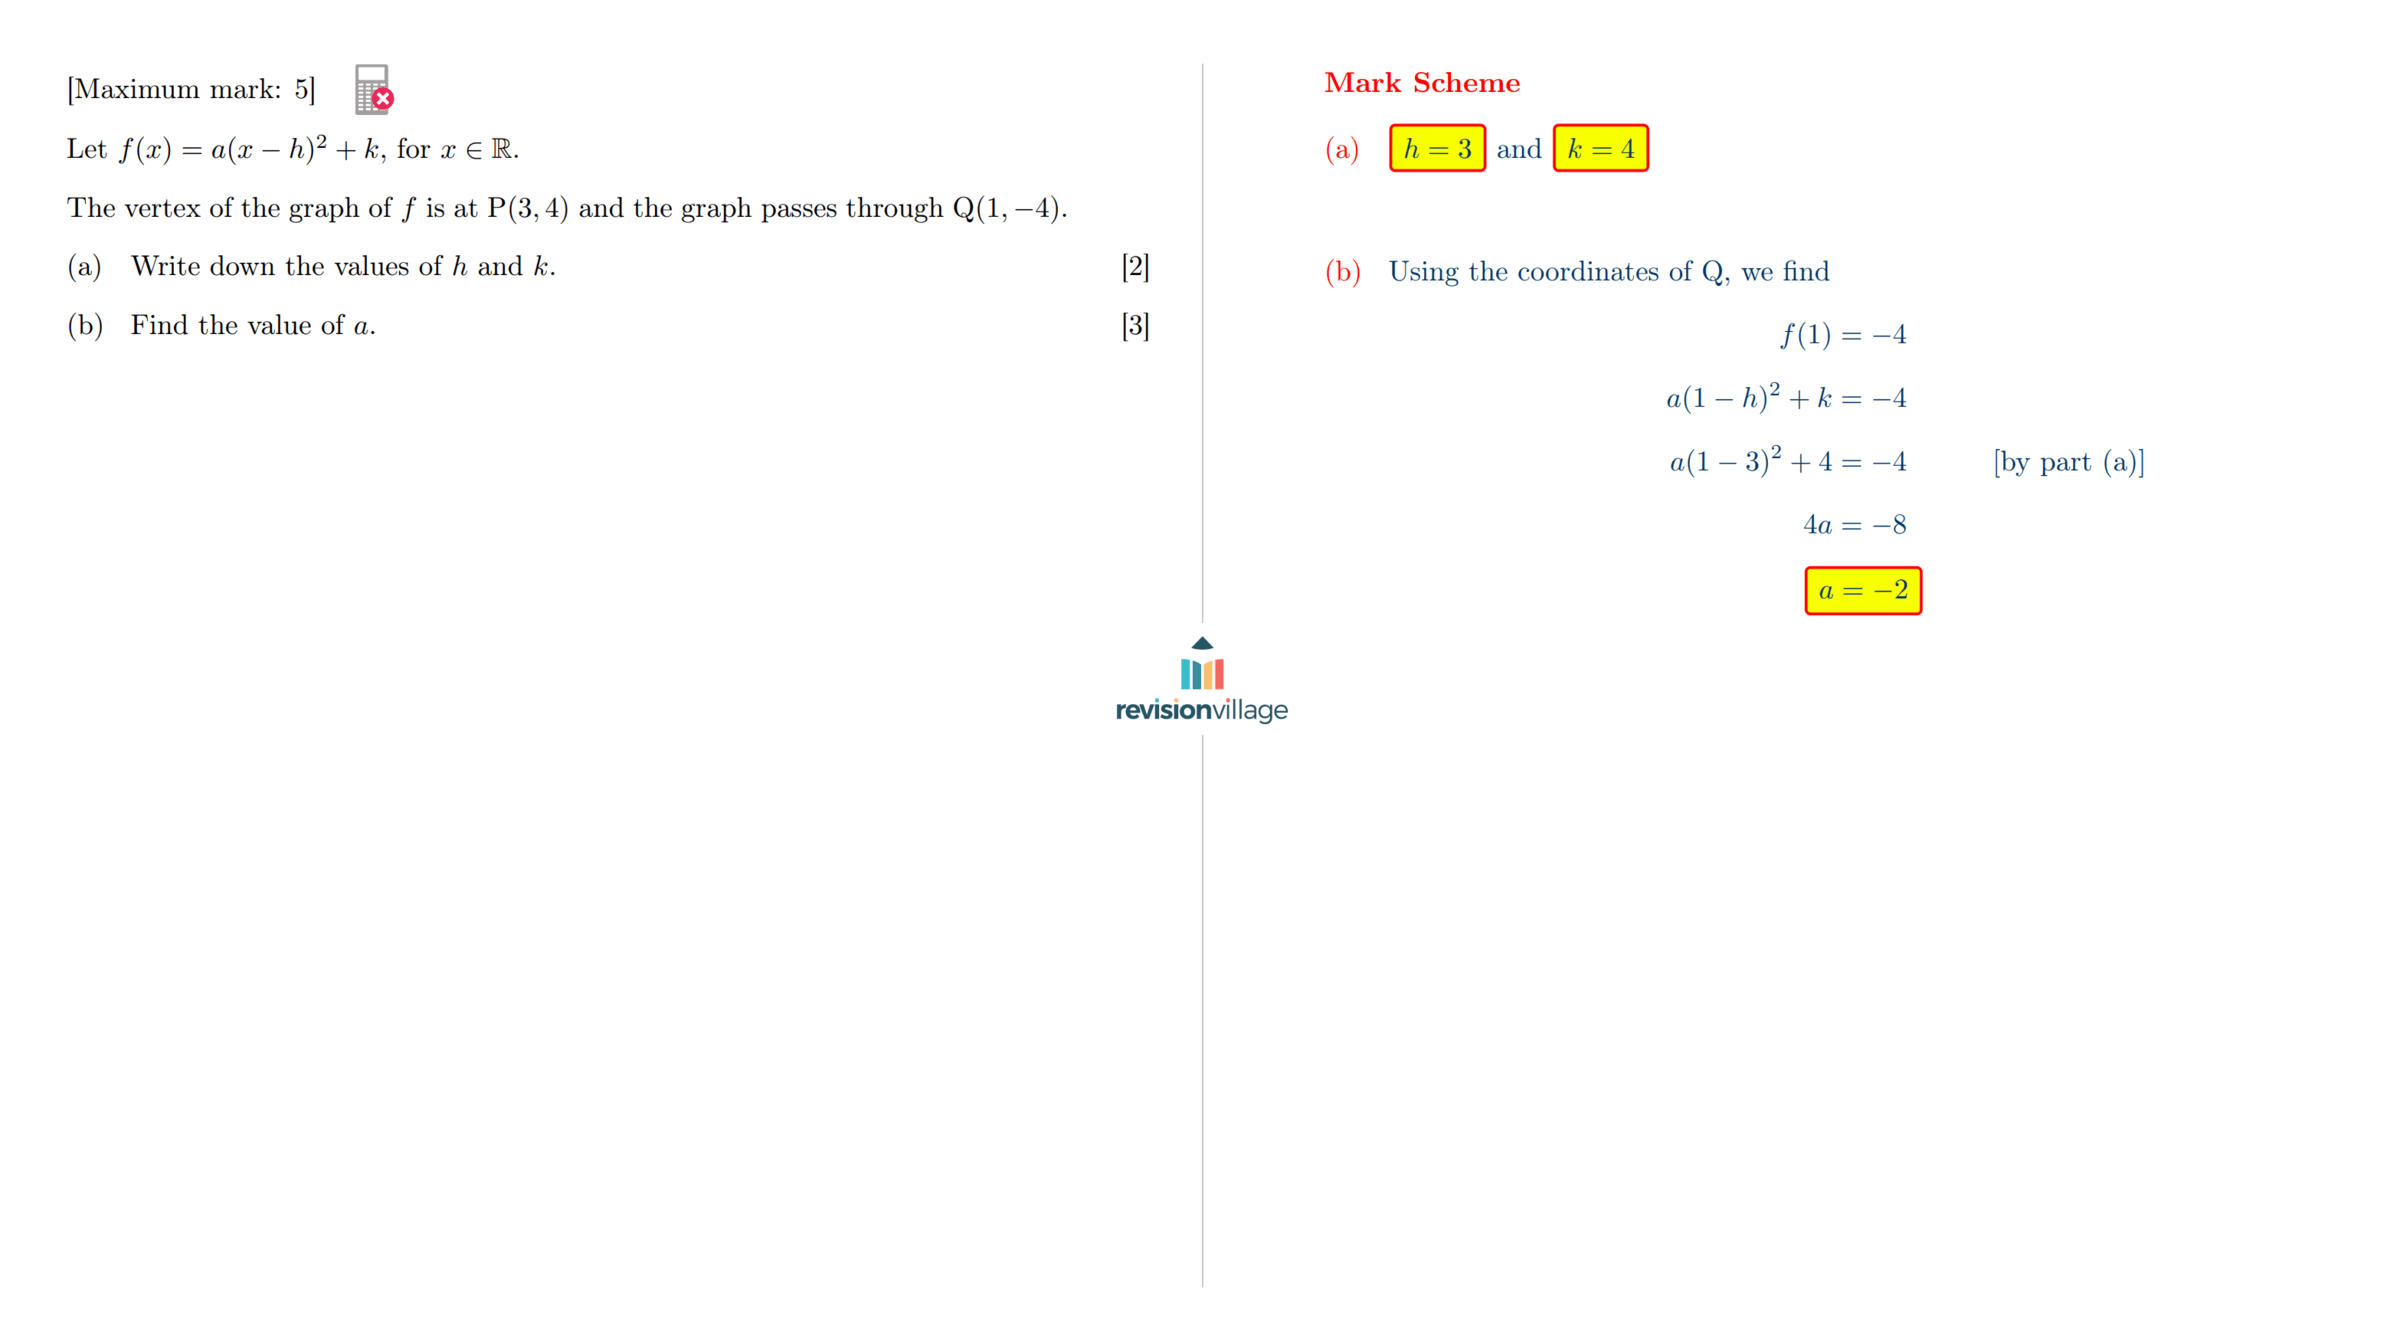 [Maximum mark: 5]
Let f(x) = a(x − h)² + k, for x ∈ ℝ.
The vertex of the graph of f is at P(3, 4) and the graph passes through Q(1, −4).
(a) Write down the values of h and k. [2]
(b) Find the value of a. [3]
Mark Scheme
(a) h = 3 and k = 4
(b) Using the coordinates of Q, we find
f(1) = −4
a(1 − h)² + k = −4
a(1 − 3)² + 4 = −4 [by part (a)]
4a = −8
a = −2
revisionvillage